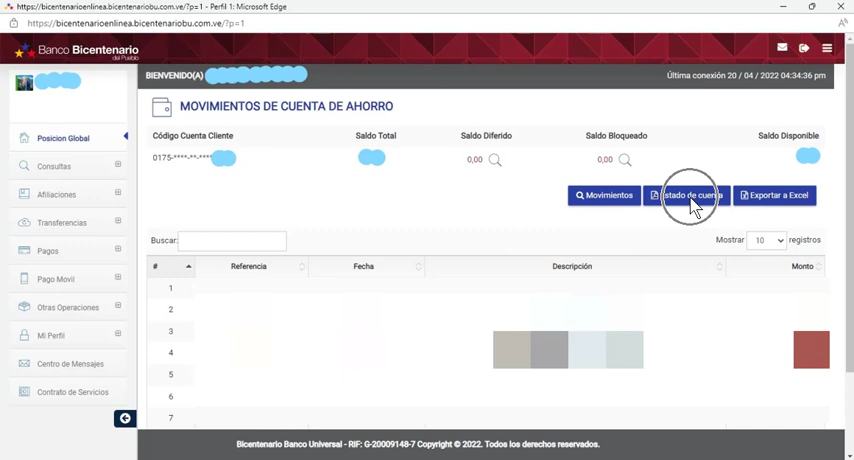 https://bicentenarioenlinea.bicentenariobu.com.ve/?p=1 - Perfil 1: Microsoft Edge
https://bicentenarioenlinea.bicentenariobu.com.ve/?p=1
Banco Bicentenario
del Pueblo
BIENVENIDO(A)
Última conexión 20 / 04 / 2022 04:34:36 pm
MOVIMIENTOS DE CUENTA DE AHORRO
Código Cuenta Cliente Saldo Total Saldo Diferido Saldo Bloqueado Saldo Disponible
0175-****-**-**** 0,00 0,00
Movimientos Estado de cuenta Exportar a Excel
Buscar: Mostrar 10 registros
# Referencia Fecha Descripción Monto
1
2
3
4
5
6
7
Posicion Global
Consultas
Afiliaciones
Transferencias
Pagos
Pago Movil
Otras Operaciones
Mi Perfil
Centro de Mensajes
Contrato de Servicios
Bicentenario Banco Universal - RIF: G-20009148-7 Copyright © 2022. Todos los derechos reservados.